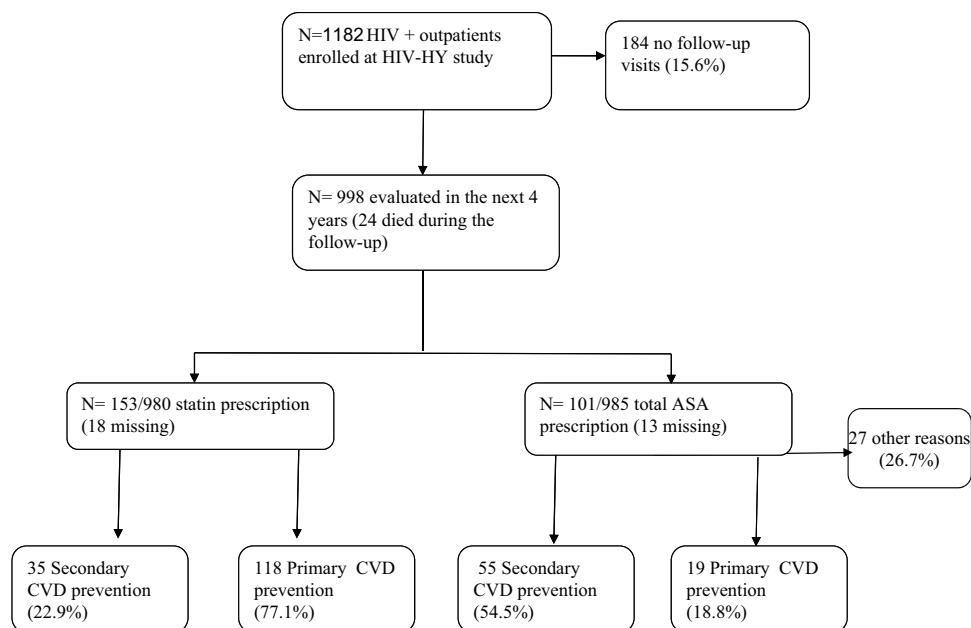 N=1182 HIV + outpatients
enrolled at HIV-HY study
184 no follow-up
visits (15.6%)
N= 998 evaluated in the next 4
years (24 died during the
follow-up)
N= 153/980 statin prescription
(18 missing)
N= 101/985 total ASA
prescription (13 missing)
27 other reasons
(26.7%)
35 Secondary
CVD prevention
(22.9%)
118 Primary CVD
prevention
(77.1%)
55 Secondary
CVD prevention
(54.5%)
19 Primary CVD
prevention
(18.8%)